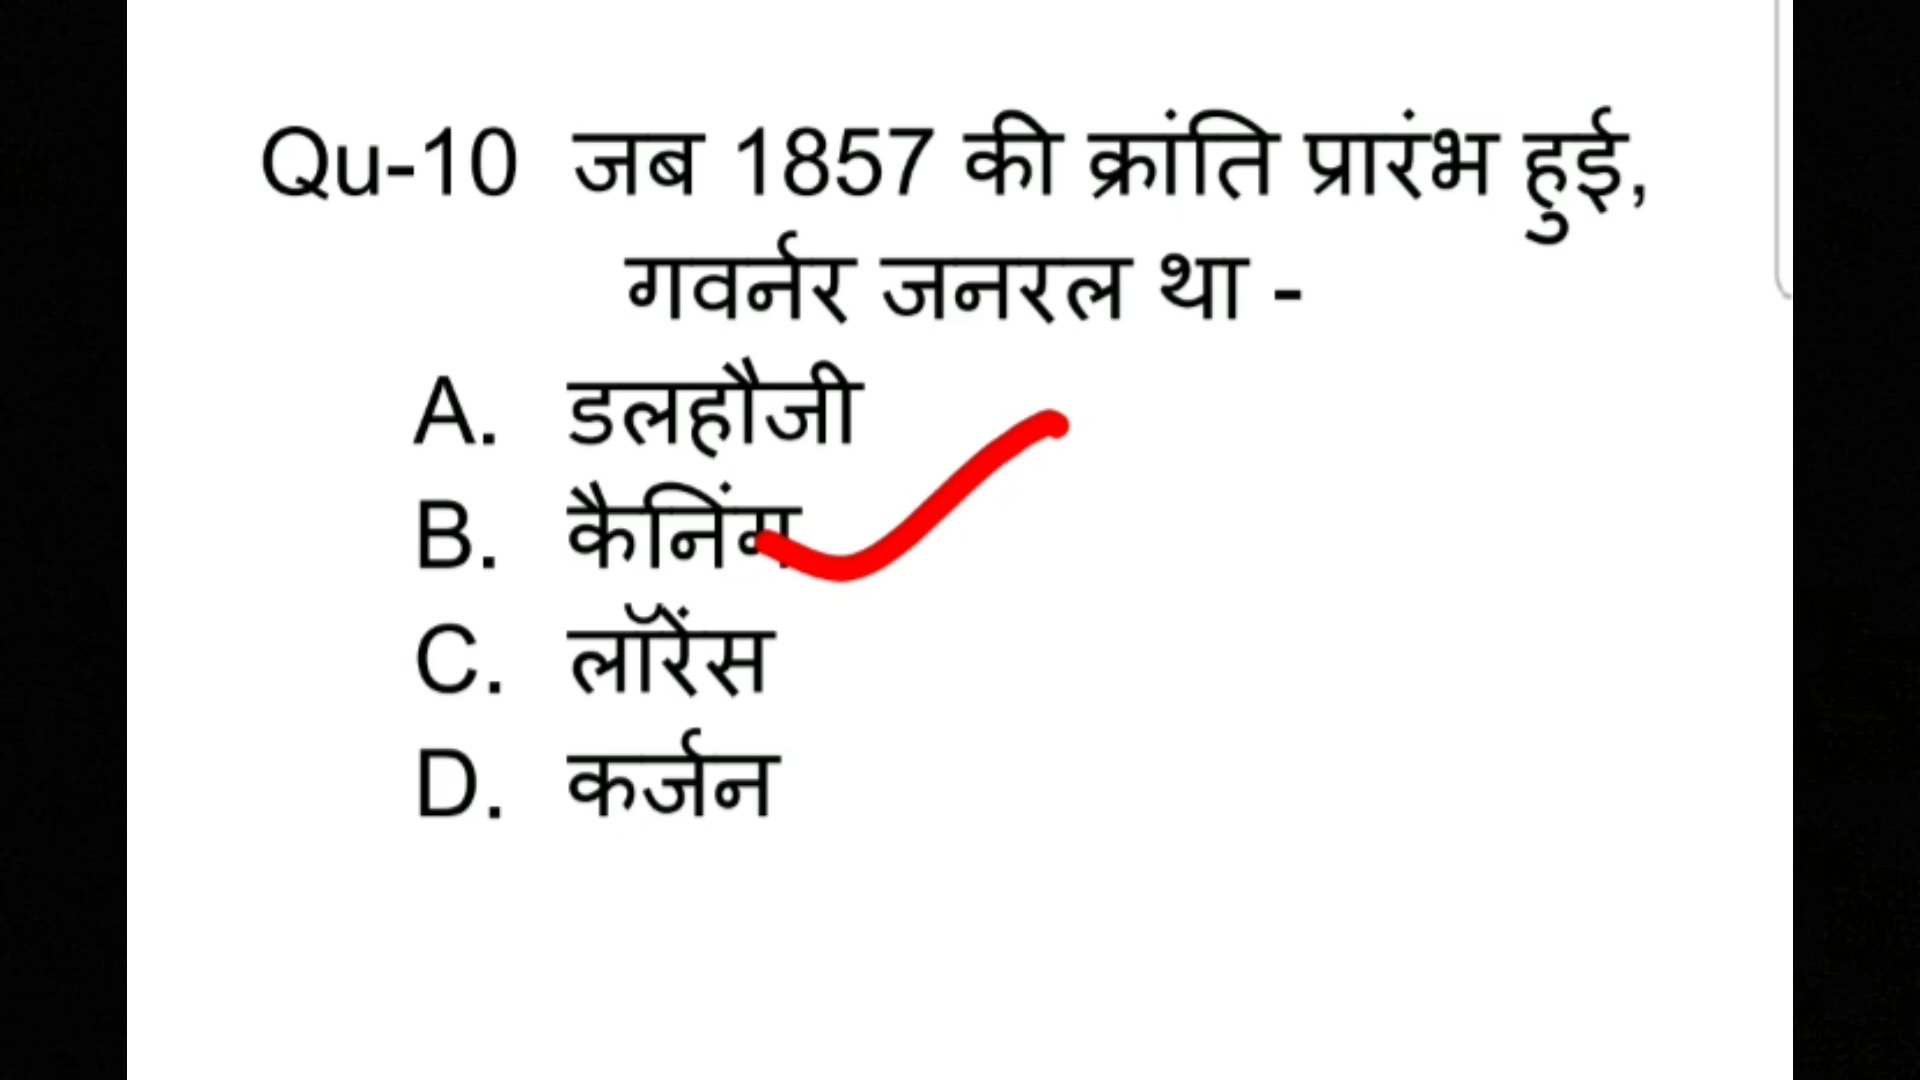 Qu-10 जब 1857 की क्रांति प्रारंभ हुई,
गवर्नर जनरल था -
A. डलहौजी
B. कैनिंग
C. लॉरेंस
D. कर्जन